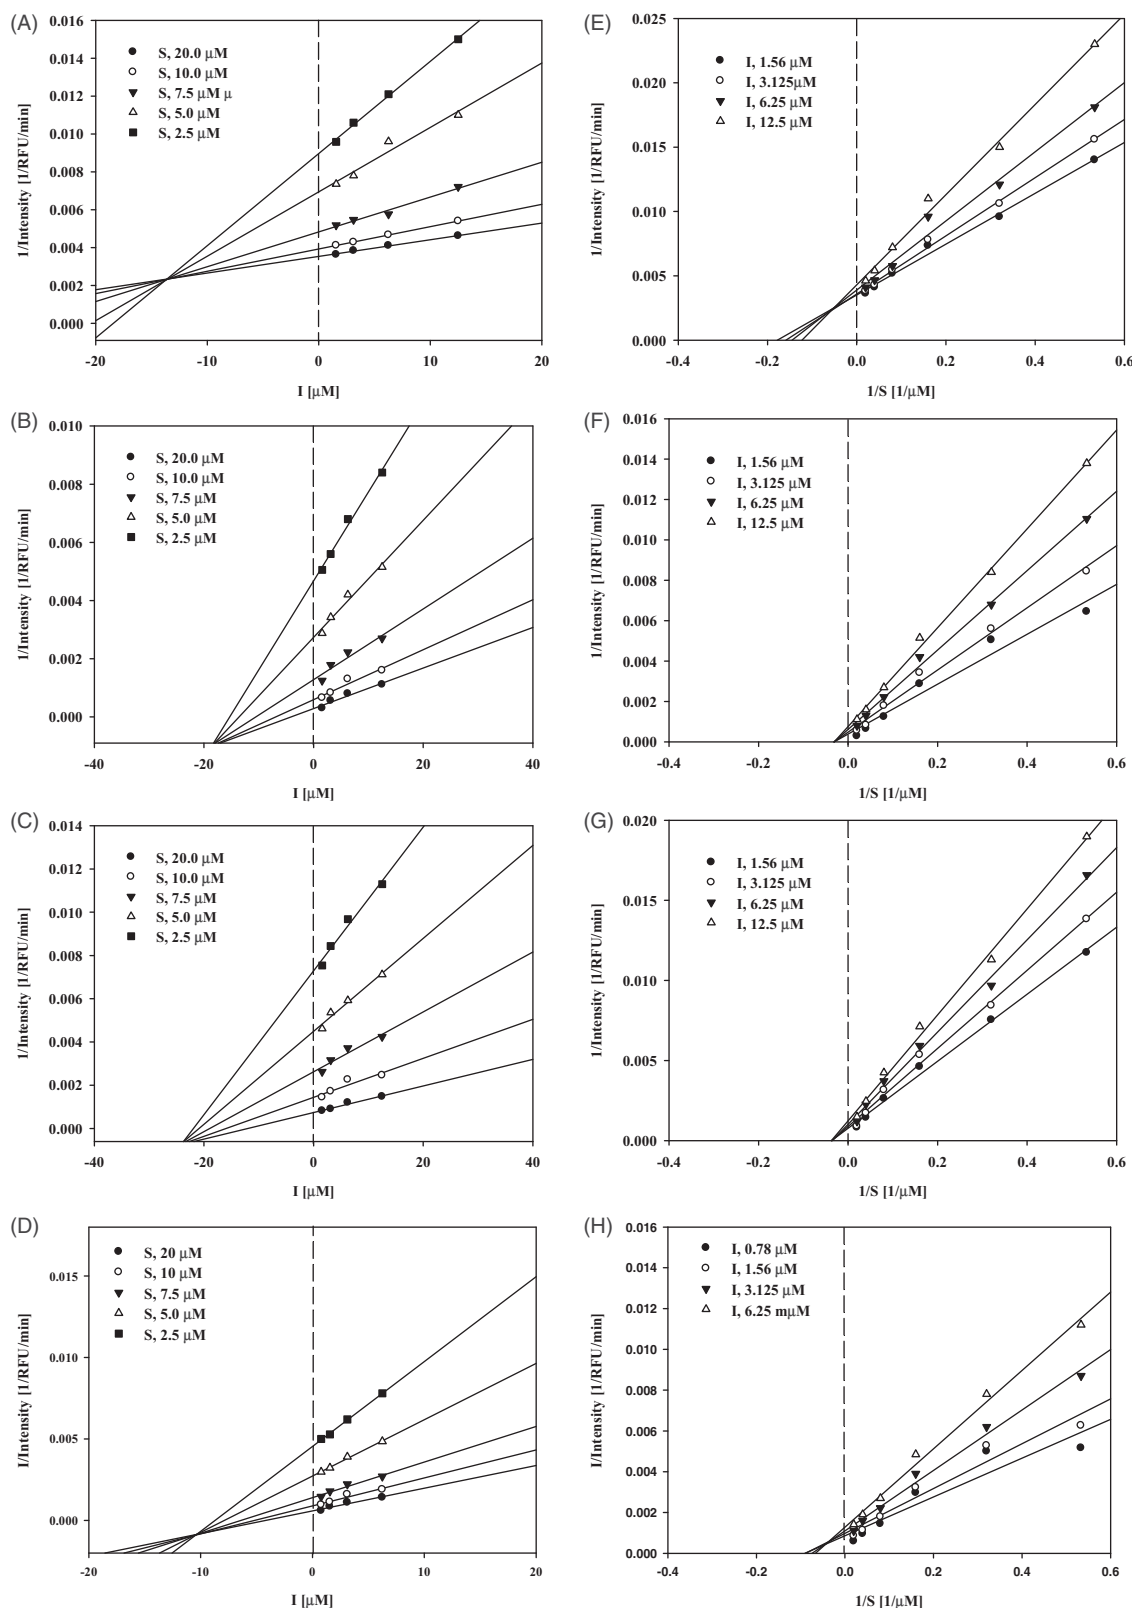 (A)
0.016
0.014
0.012
0.010
0.008
0.006
0.004
0.002
0.000
-20
-10
0
10
20
S, 20.0 μM
S, 10.0 μM
S, 7.5 μM μ
S, 5.0 μM
S, 2.5 μM
1/Intensity [1/RFU/min]
I [μM]
(E)
0.025
0.020
0.015
0.010
0.005
0.000
-0.4
-0.2
0.0
0.2
0.4
0.6
I, 1.56 μM
I, 3.125μM
I, 6.25 μM
I, 12.5 μM
1/Intensity [1/RFU/min]
1/S [1/μM]
(B)
0.010
0.008
0.006
0.004
0.002
0.000
-40
-20
0
20
40
S, 20.0 μM
S, 10.0 μM
S, 7.5 μM
S, 5.0 μM
S, 2.5 μM
1/Intensity [1/RFU/min]
I [μM]
(F)
0.016
0.014
0.012
0.010
0.008
0.006
0.004
0.002
0.000
-0.4
-0.2
0.0
0.2
0.4
0.6
I, 1.56 μM
I, 3.125 μM
I, 6.25 μM
I, 12.5 μM
1/Intensity [1/RFU/min]
1/S [1/μM]
(C)
0.014
0.012
0.010
0.008
0.006
0.004
0.002
0.000
-40
-20
0
20
40
S, 20.0 μM
S, 10.0 μM
S, 7.5 μM
S, 5.0 μM
S, 2.5 μM
1/Intensity [1/RFU/min]
I [μM]
(G)
0.020
0.015
0.010
0.005
0.000
-0.4
-0.2
0.0
0.2
0.4
0.6
I, 1.56 μM
I, 3.125 μM
I, 6.25 μM
I, 12.5 μM
1/Intensity [1/RFU/min]
1/S [1/μM]
(D)
0.015
0.010
0.005
0.000
-20
-10
0
10
20
S, 20 μM
S, 10 μM
S, 7.5 μM
S, 5.0 μM
S, 2.5 μM
I/Intensity [1/RFU/min]
I [μM]
(H)
0.016
0.014
0.012
0.010
0.008
0.006
0.004
0.002
0.000
-0.4
-0.2
0.0
0.2
0.4
0.6
I, 0.78 μM
I, 1.56 μM
I, 3.125 μM
I, 6.25 mμM
I/Intensity [1/RFU/min]
1/S [1/μM]